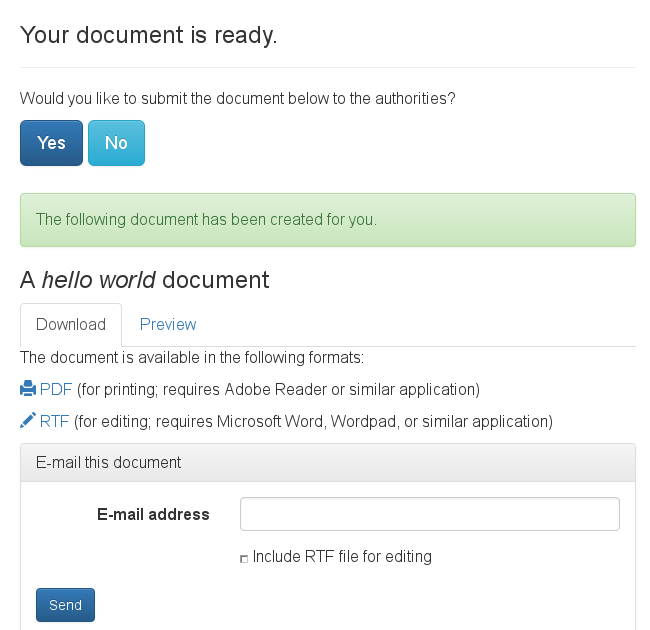 Your document is ready.
Would you like to submit the document below to the authorities?
Yes No
The following document has been created for you.
A hello world document
Download Preview
The document is available in the following formats:
PDF (for printing; requires Adobe Reader or similar application)
RTF (for editing; requires Microsoft Word, Wordpad, or similar application)
E-mail this document
E-mail address
Include RTF file for editing
Send